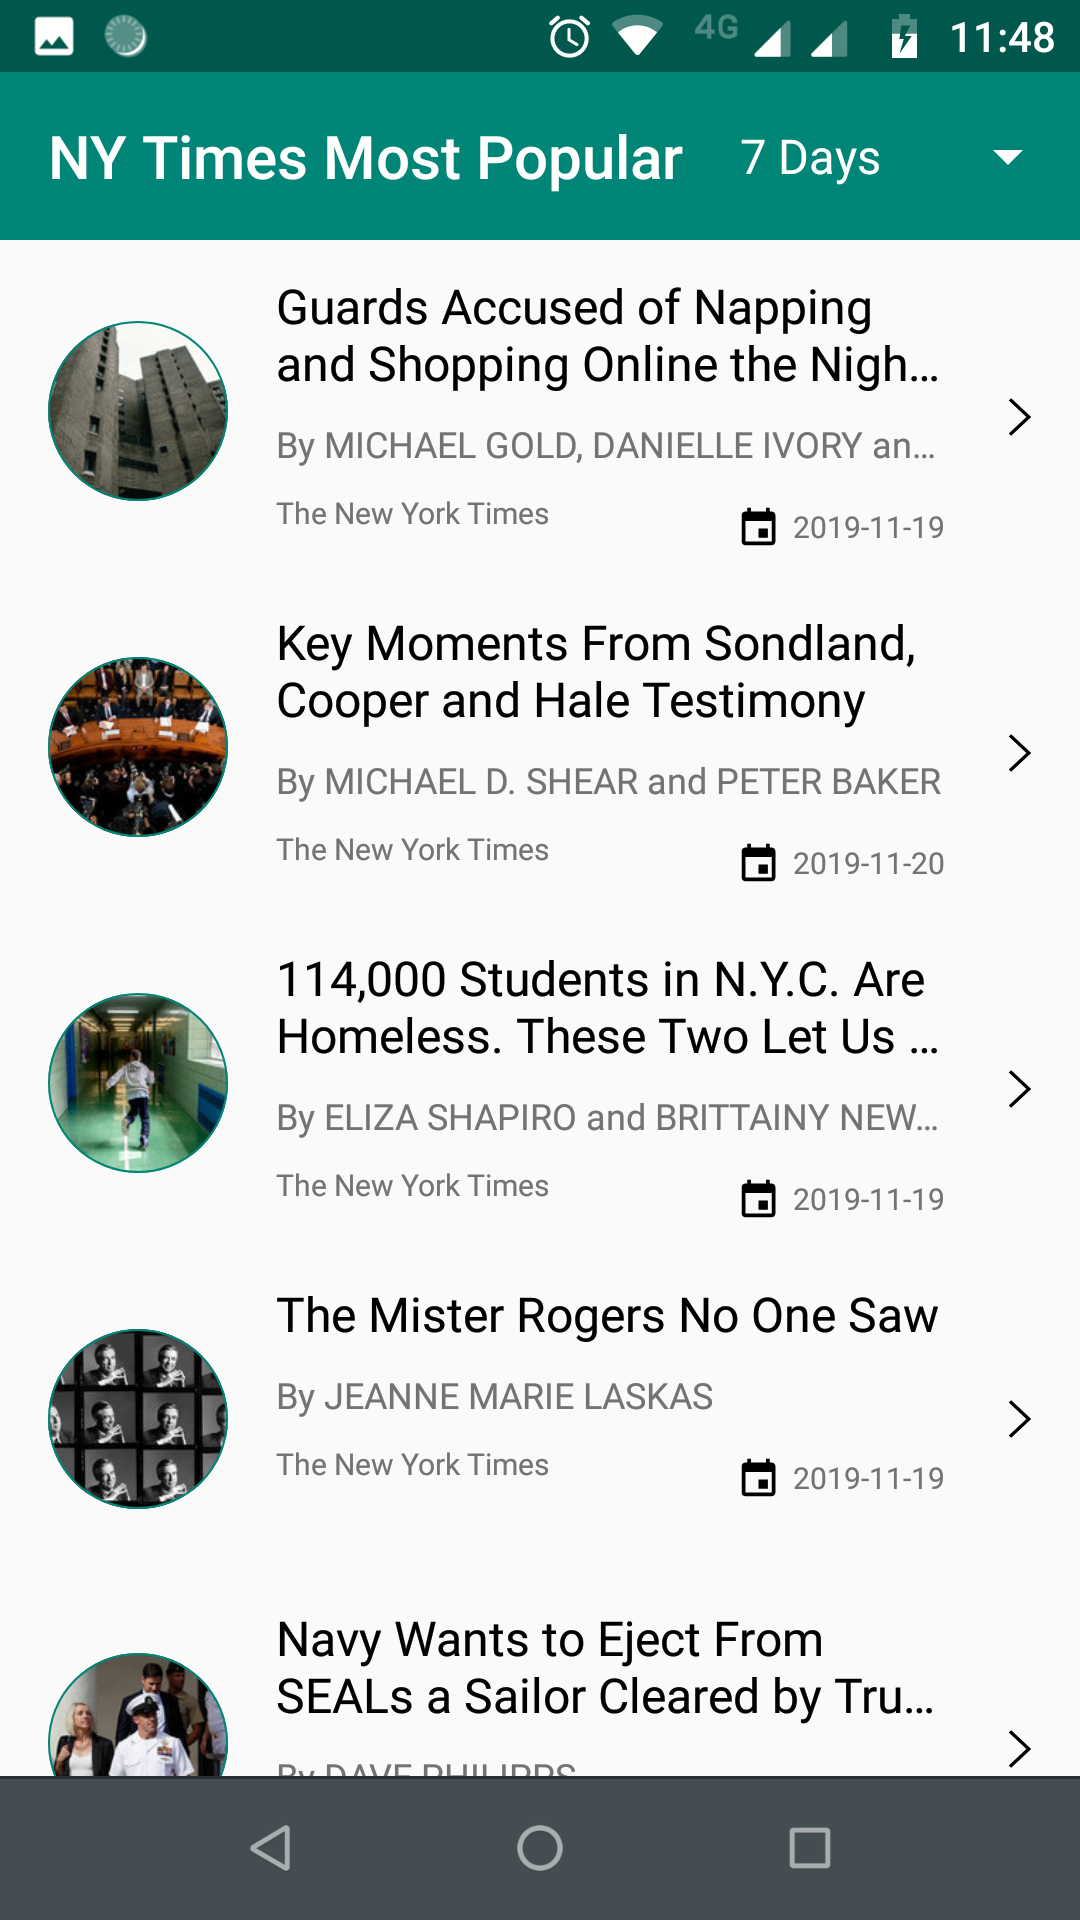 4G 11:48
NY Times Most Popular 7 Days
Guards Accused of Napping
and Shopping Online the Nigh...
By MICHAEL GOLD, DANIELLE IVORY an...
The New York Times 2019-11-19
Key Moments From Sondland,
Cooper and Hale Testimony
By MICHAEL D. SHEAR and PETER BAKER
The New York Times 2019-11-20
114,000 Students in N.Y.C. Are
Homeless. These Two Let Us ...
By ELIZA SHAPIRO and BRITTAINY NEW...
The New York Times 2019-11-19
The Mister Rogers No One Saw
By JEANNE MARIE LASKAS
The New York Times 2019-11-19
Navy Wants to Eject From
SEALs a Sailor Cleared by Tru...
By DAVE PHILIPPS